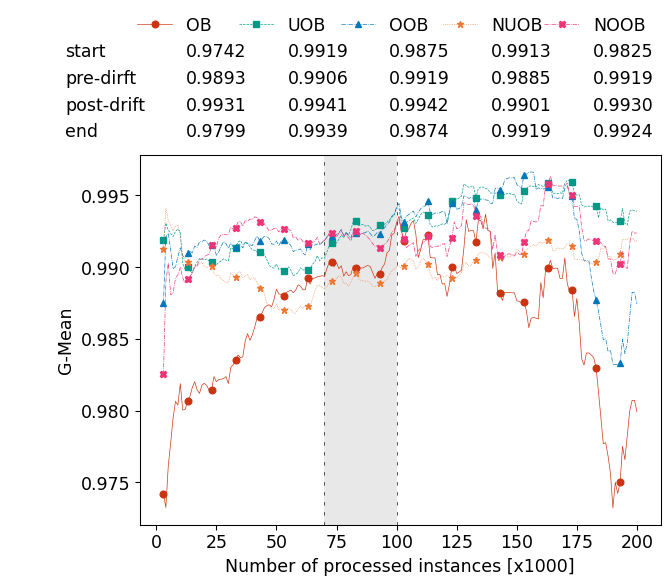 OB UOB OOB NUOB NOOB
start 0.9742 0.9919 0.9875 0.9913 0.9825
pre-dirft 0.9893 0.9906 0.9919 0.9885 0.9919
post-drift 0.9931 0.9941 0.9942 0.9901 0.9930
end 0.9799 0.9939 0.9874 0.9919 0.9924
0.995
0.990
0.985
0.980
0.975
G-Mean
0 25 50 75 100 125 150 175 200
Number of processed instances [x1000]